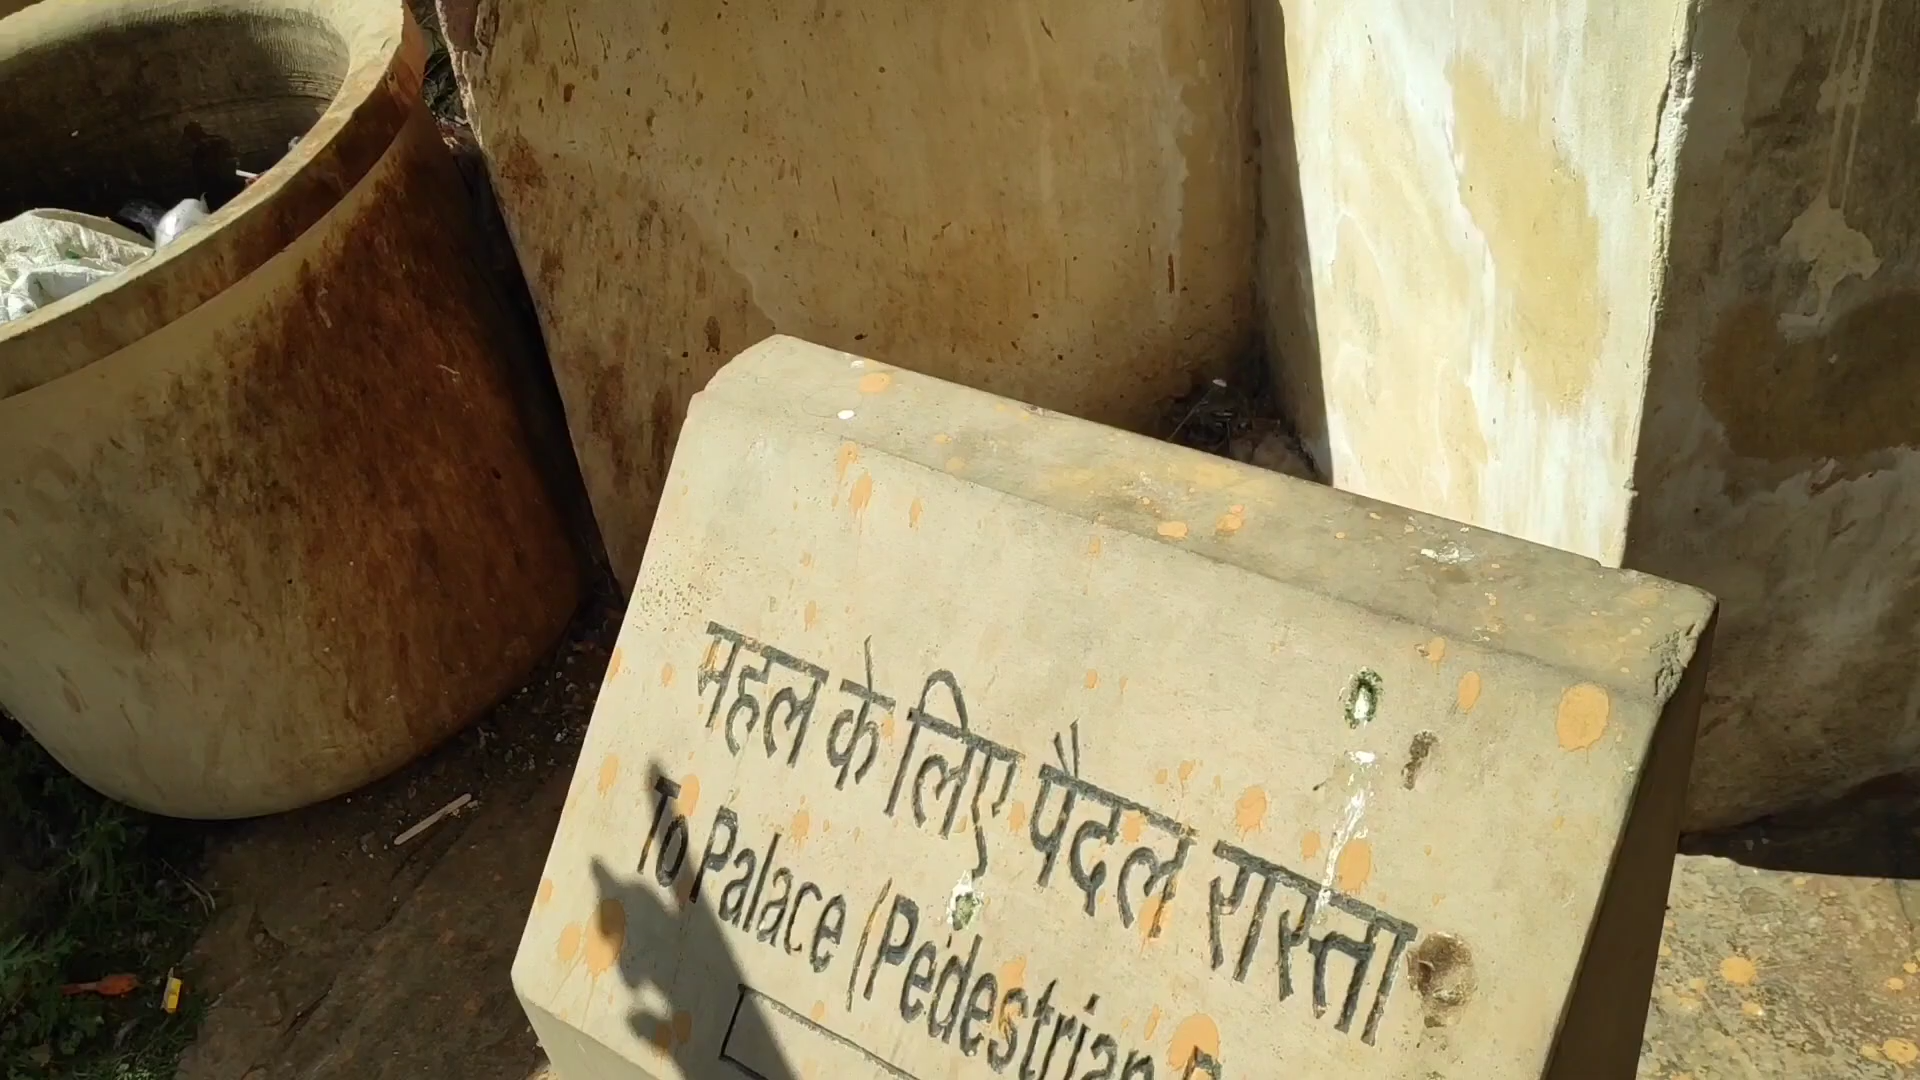 महल के लिए पैदल रास्ता
To Palace (Pedestrian